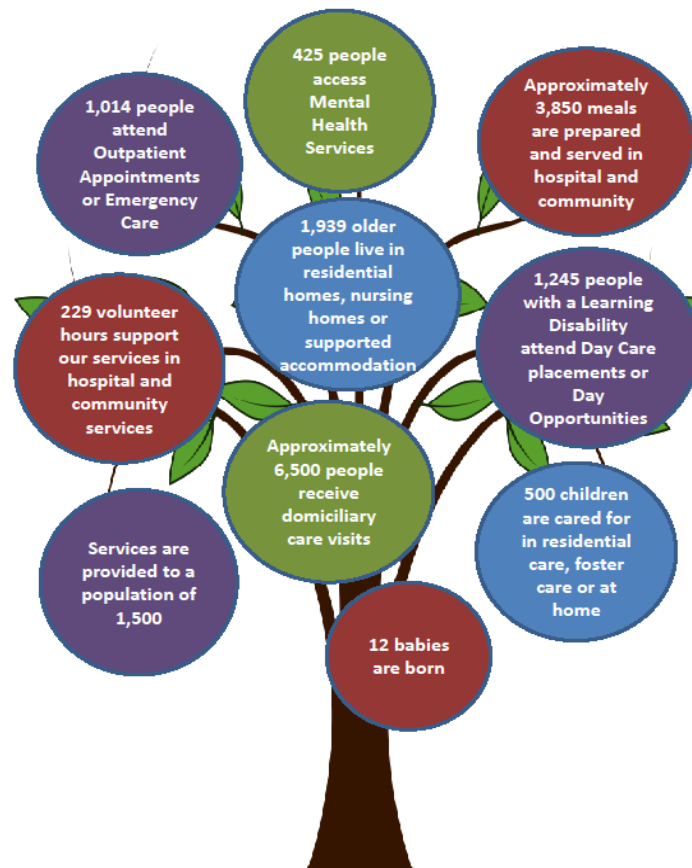 425 people
access
Mental
Health
Services
1,014 people
attend
Outpatient
Appointments
or Emergency
Care
Approximately
3,850 meals
are prepared
and served in
hospital and
community
1,939 older
people live in
residential
homes, nursing
homes or
supported
accommodation
229 volunteer
hours support
our services in
hospital and
community
services
1,245 people
with a Learning
Disability
attend Day Care
placements or
Day
Opportunities
Approximately
6,500 people
receive
domiciliary
care visits
500 children
are cared for
in residential
care, foster
care or at
home
Services are
provided to a
population of
1,500
12 babies
are born